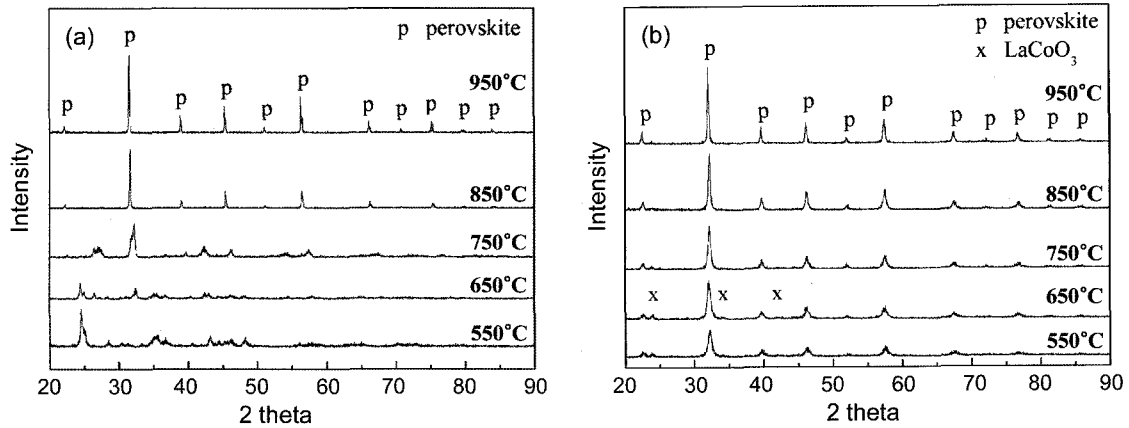 (a)
p perovskite
p
950°C
p p p p p p p p p p
850°C
750°C
650°C
550°C
Intensity
20 30 40 50 60 70 80 90
2 theta
(b)
p perovskite
x LaCoO₃
p
950°C
p p p p p p p p p p
850°C
750°C
x x x
650°C
550°C
Intensity
20 30 40 50 60 70 80 90
2 theta